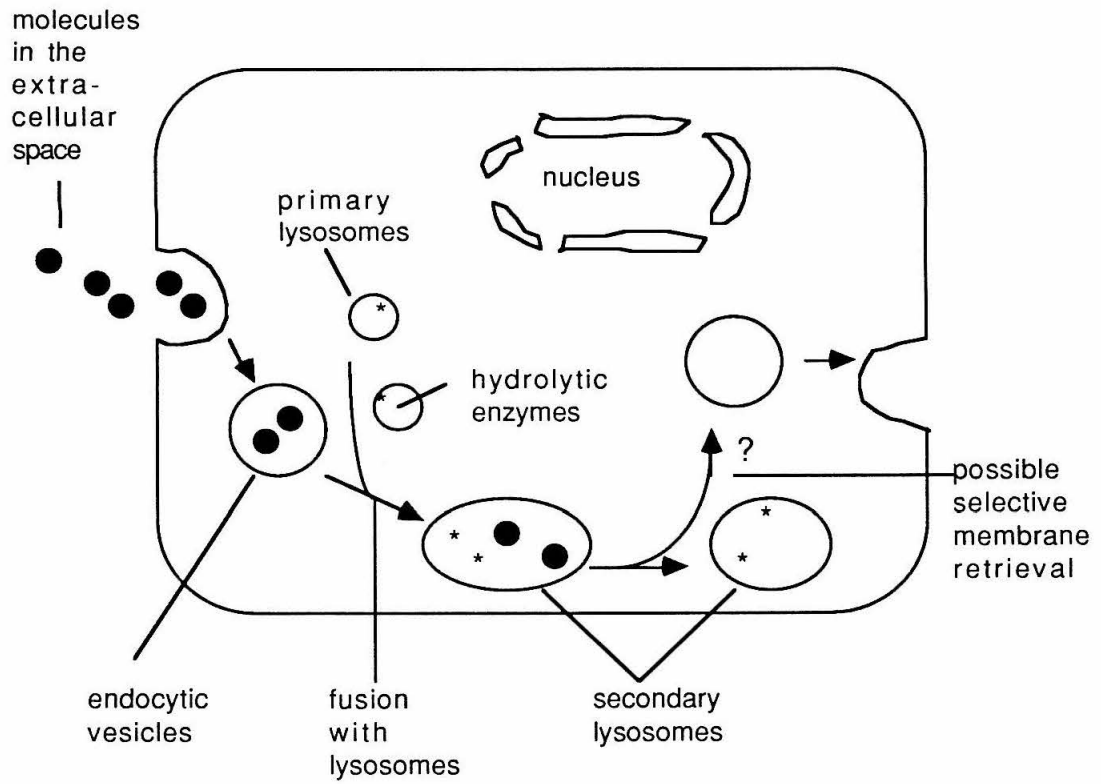 molecules
in the
extra-
cellular
space
nucleus
primary
lysosomes
*
hydrolytic
enzymes
*
?
possible
selective
membrane
retrieval
*
*
*
*
endocytic
vesicles
fusion
with
lysosomes
secondary
lysosomes